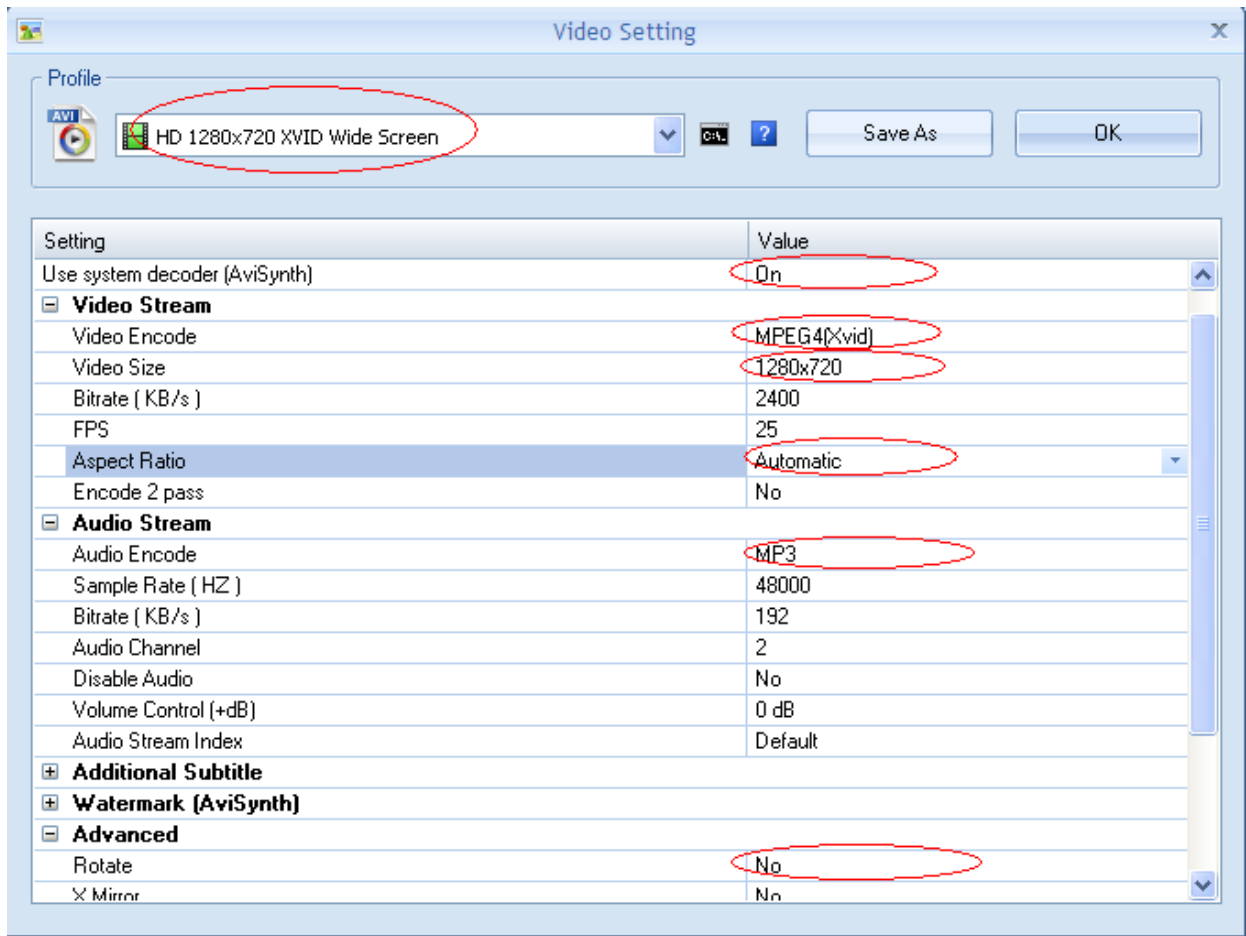 Video Setting
Profile
AVI
HD 1280x720 XVID Wide Screen
C:\.
?
Save As
OK
Setting Value
Use system decoder (AviSynth) On
Video Stream
Video Encode MPEG4(Xvid)
Video Size 1280x720
Bitrate ( KB/s ) 2400
FPS 25
Aspect Ratio Automatic
Encode 2 pass No
Audio Stream
Audio Encode MP3
Sample Rate ( HZ ) 48000
Bitrate ( KB/s ) 192
Audio Channel 2
Disable Audio No
Volume Control (+dB) 0 dB
Audio Stream Index Default
Additional Subtitle
Watermark (AviSynth)
Advanced
Rotate No
X Mirror No